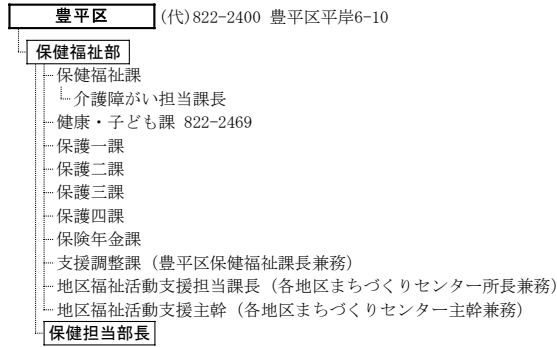 豊平区 (代)822-2400 豊平区平岸6-10
保健福祉部
保健福祉課
介護障がい担当課長
健康・子ども課 822-2469
保護一課
保護二課
保護三課
保護四課
保険年金課
支援調整課（豊平区保健福祉課長兼務）
地区福祉活動支援担当課長（各地区まちづくりセンター所長兼務）
地区福祉活動支援主幹（各地区まちづくりセンター主幹兼務）
保健担当部長